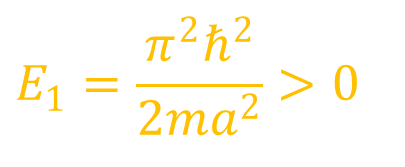 E₁ = π²ħ² / 2ma² > 0